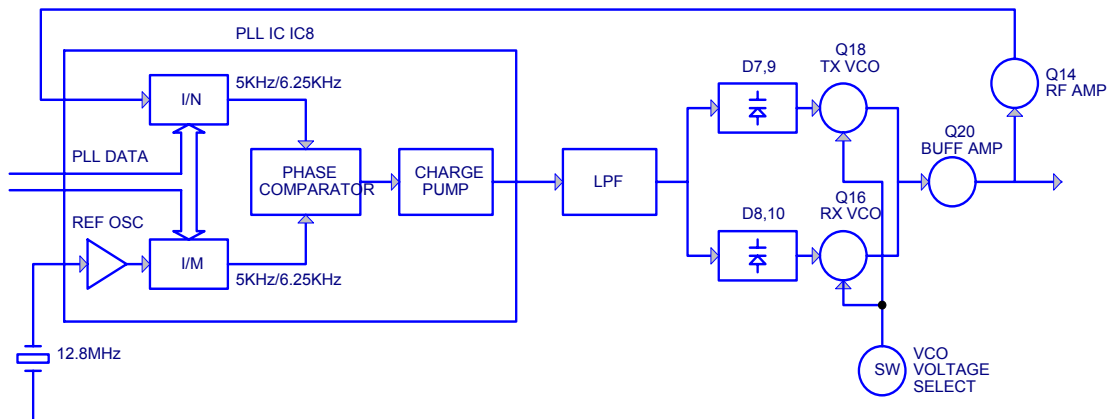 PLL IC IC8
I/N
5KHz/6.25KHz
PLL DATA
PHASE
COMPARATOR
CHARGE
PUMP
REF OSC
I/M
5KHz/6.25KHz
12.8MHz
LPF
D7,9
Q18
TX VCO
D8,10
Q16
RX VCO
Q14
RF AMP
Q20
BUFF AMP
SW
VCO
VOLTAGE
SELECT